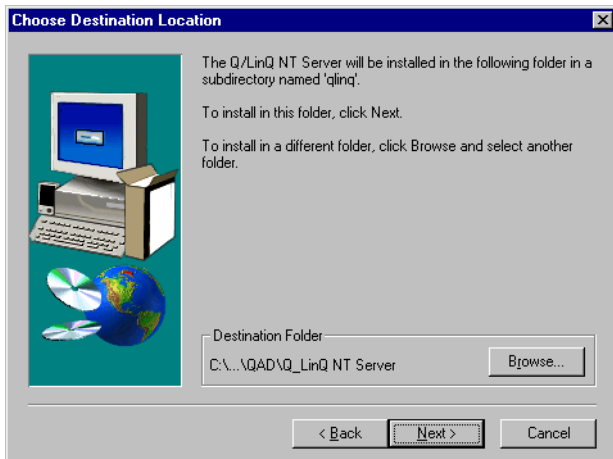 Choose Destination Location
The Q/LinQ NT Server will be installed in the following folder in a
subdirectory named 'qlinq'.
To install in this folder, click Next.
To install in a different folder, click Browse and select another
folder.
Destination Folder
C:\...\QAD\Q_LinQ NT Server
Browse...
< Back
Next >
Cancel